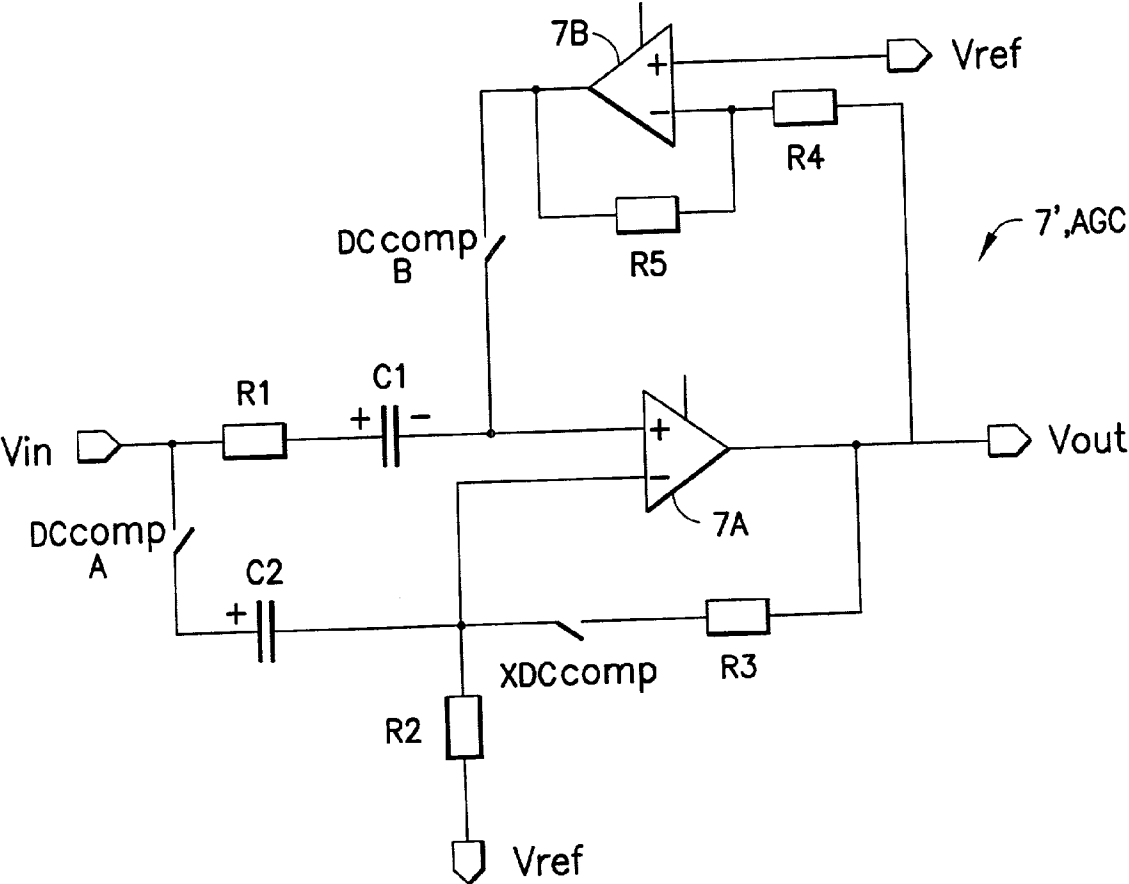 7B
+
Vref
−
R4
R5
7',AGC
DCcomp
B
R1
C1
+
−
Vin
+
−
Vout
7A
DCcomp
A
C2
+
XDCcomp
R3
R2
Vref